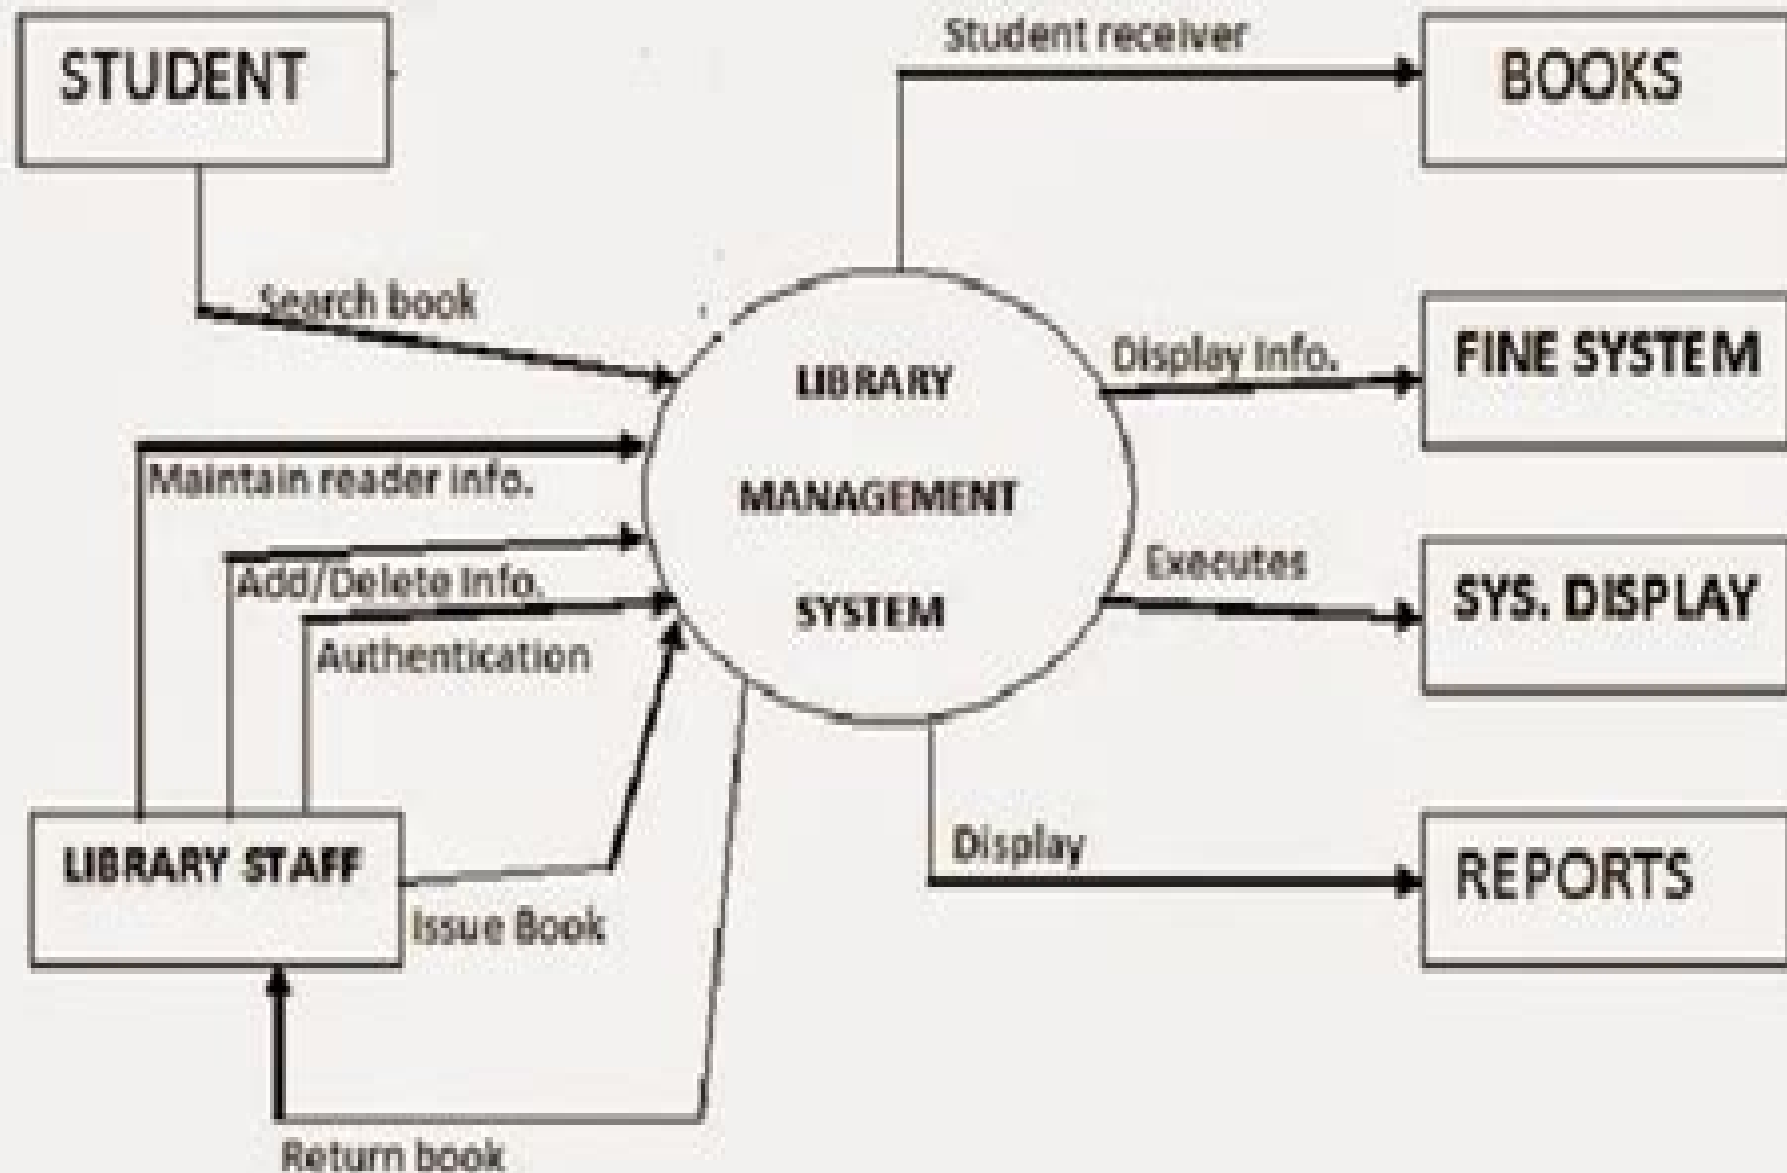 STUDENT
Student receiver
BOOKS
Search book
LIBRARY
MANAGEMENT
SYSTEM
Display Info.
FINE SYSTEM
Maintain reader info.
Add/Delete Info.
Authentication
Executes
SYS. DISPLAY
LIBRARY STAFF
Issue Book
Display
REPORTS
Return book